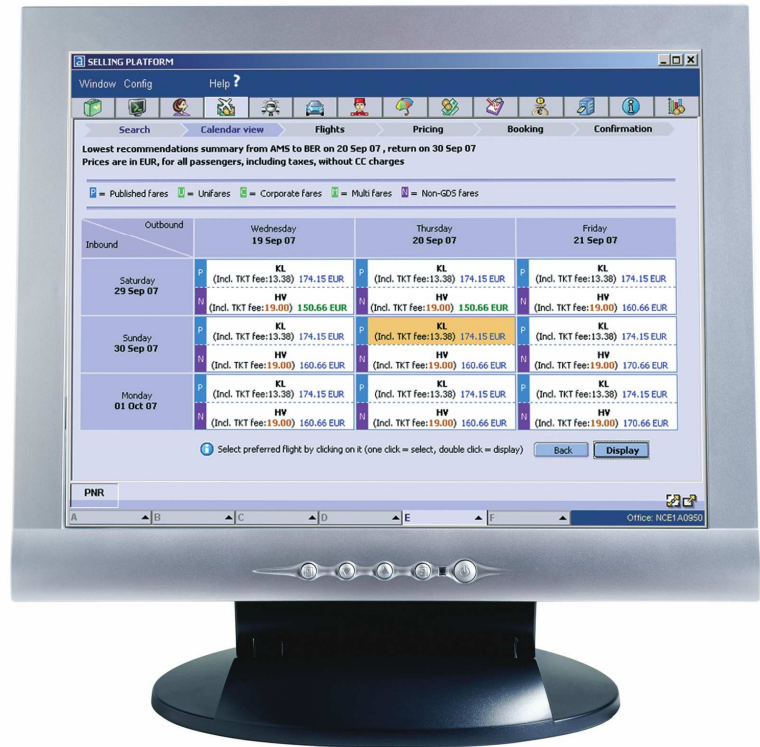 a SELLING PLATFORM
Window Config Help ?
Search Calendar view Flights Pricing Booking Confirmation
Lowest recommendations summary from AMS to BER on 20 Sep 07 , return on 30 Sep 07
Prices are in EUR, for all passengers, including taxes, without CC charges
P = Published fares U = Unifares C = Corporate fares = Multi fares N = Non-GDS fares
Outbound Wednesday Thursday Friday
Inbound 19 Sep 07 20 Sep 07 21 Sep 07
Saturday
29 Sep 07
P KL P KL P KL
(Incl. TKT fee:13.38) 174.15 EUR (Incl. TKT fee:13.38) 174.15 EUR (Incl. TKT fee:13.38) 174.15 EUR
N HV N HV N HV
(Incl. TKT fee:19.00) 150.66 EUR (Incl. TKT fee:19.00) 150.66 EUR (Incl. TKT fee:19.00) 160.66 EUR
Sunday
30 Sep 07
P KL P KL P KL
(Incl. TKT fee:13.38) 174.15 EUR (Incl. TKT fee:13.38) 174.15 EUR (Incl. TKT fee:13.38) 174.15 EUR
N HV N HV N HV
(Incl. TKT fee:19.00) 160.66 EUR (Incl. TKT fee:19.00) 160.66 EUR (Incl. TKT fee:19.00) 170.66 EUR
Monday
01 Oct 07
P KL P KL P KL
(Incl. TKT fee:13.38) 174.15 EUR (Incl. TKT fee:13.38) 174.15 EUR (Incl. TKT fee:13.38) 174.15 EUR
N HV N HV N HV
(Incl. TKT fee:19.00) 160.66 EUR (Incl. TKT fee:19.00) 160.66 EUR (Incl. TKT fee:19.00) 170.66 EUR
i Select preferred flight by clicking on it (one click = select, double click = display) Back Display
PNR
A B C D E F Office: NCE1A0950